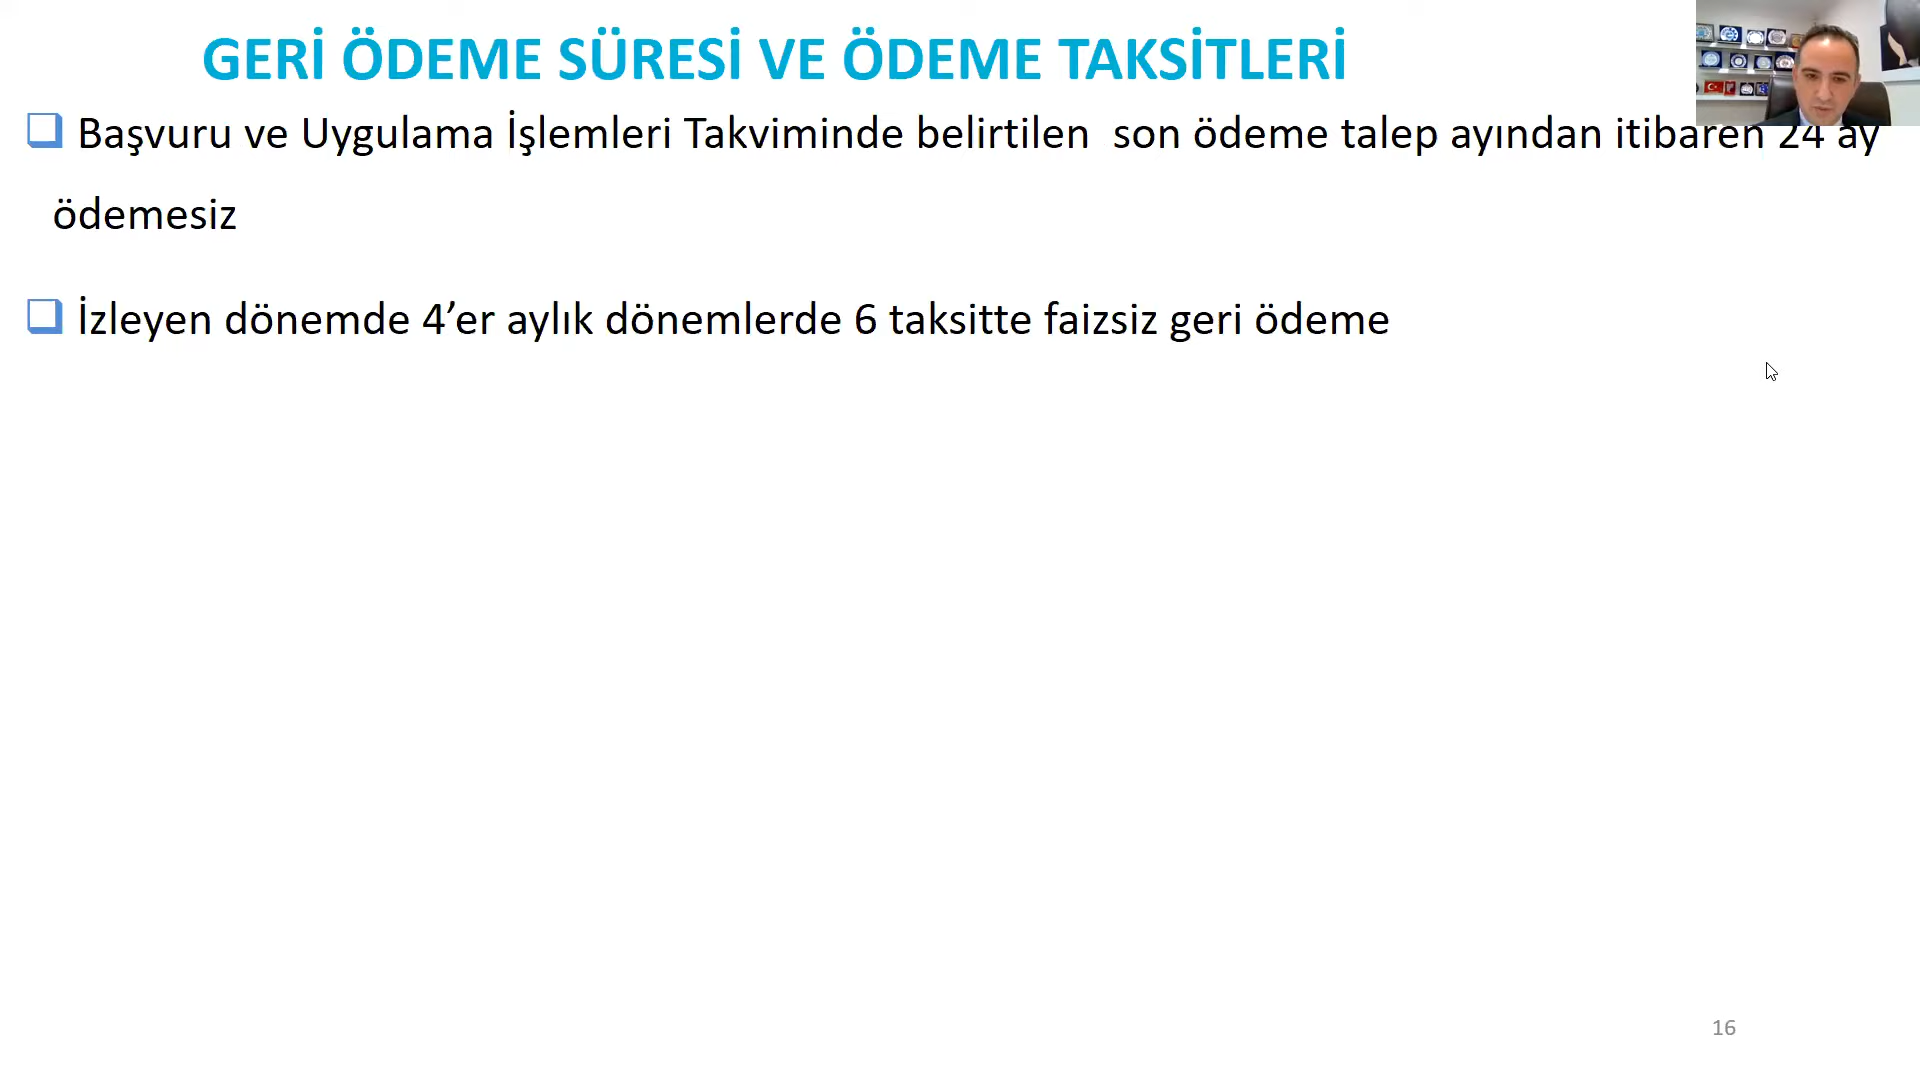 GERİ ÖDEME SÜRESİ VE ÖDEME TAKSİTLERİ
Başvuru ve Uygulama İşlemleri Takviminde belirtilen son ödeme talep ayından itibaren 24 ay
ödemesiz
İzleyen dönemde 4’er aylık dönemlerde 6 taksitte faizsiz geri ödeme
16